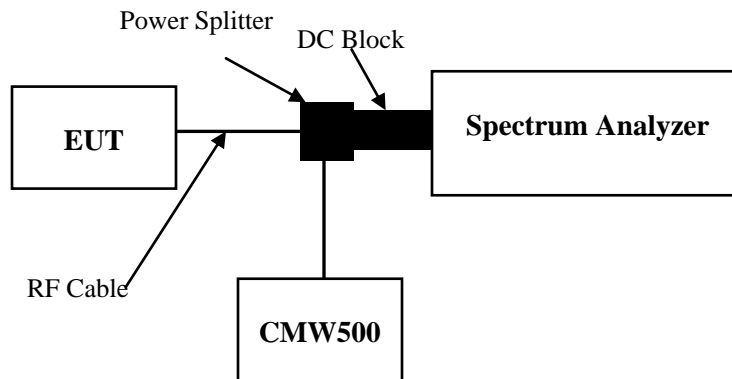 Power Splitter
DC Block
EUT
Spectrum Analyzer
RF Cable
CMW500